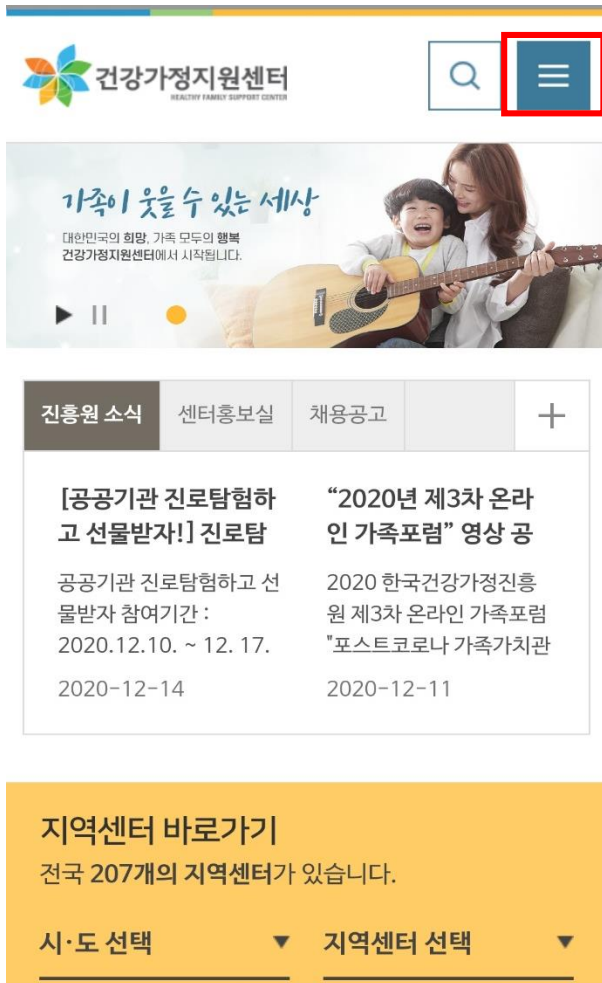 건강가정지원센터
HEALTHY FAMILY SUPPORT CENTER
가족이 웃을 수 있는 세상
대한민국의 희망, 가족 모두의 행복
건강가정지원센터에서 시작됩니다.
진흥원 소식 센터홍보실 채용공고
[공공기관 진로탐험하
고 선물받자!] 진로탐
공공기관 진로탐험하고 선
물받자 참여기간 :
2020.12.10. ~ 12. 17.
2020-12-14
“2020년 제3차 온라
인 가족포럼” 영상 공
2020 한국건강가정진흥
원 제3차 온라인 가족포럼
"포스트코로나 가족가치관
2020-12-11
지역센터 바로가기
전국 207개의 지역센터가 있습니다.
시·도 선택 지역센터 선택